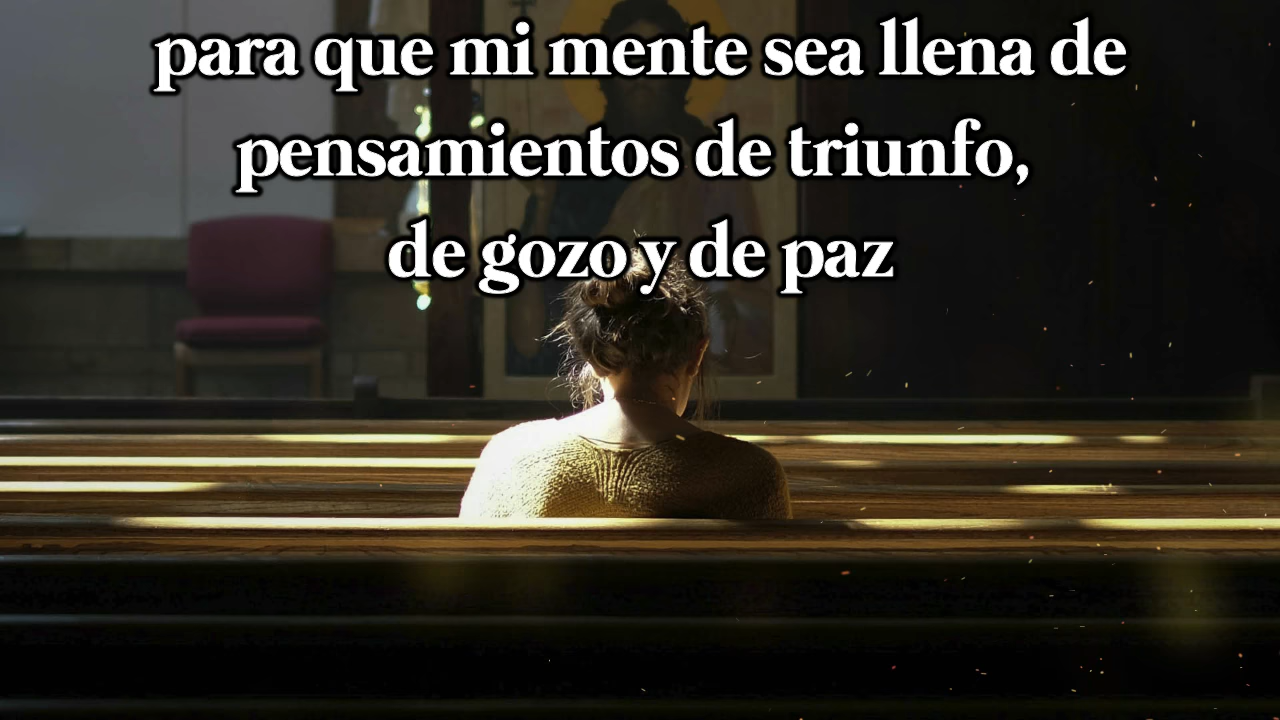 para que mi mente sea llena de
pensamientos de triunfo,
de gozo y de paz